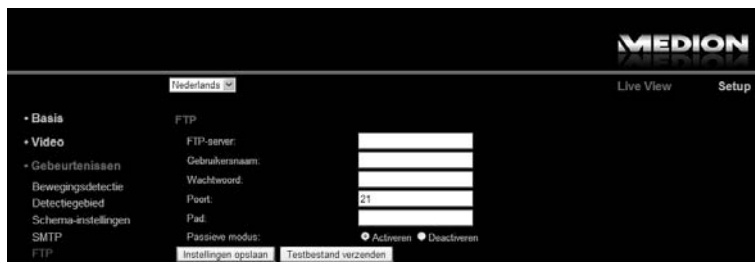 MEDION
Nederlands
Live View Setup
• Basis
• Video
• Gebeurtenissen
Bewegingsdetectie
Detectiegebied
Schema-instellingen
SMTP
FTP
FTP
FTP-server:
Gebruikersnaam:
Wachtwoord:
Poort: 21
Pad:
Passieve modus: Activeren Deactiveren
Instellingen opslaan Testbestand verzenden